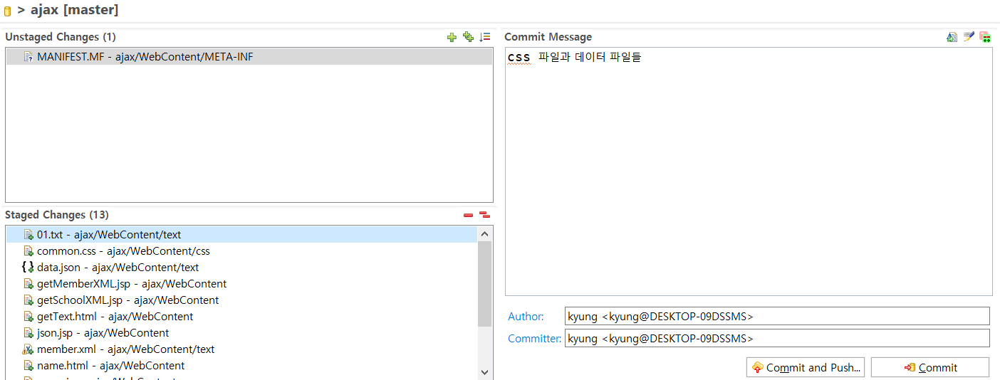 > ajax [master]
Unstaged Changes (1)
MANIFEST.MF - ajax/WebContent/META-INF
Staged Changes (13)
01.txt - ajax/WebContent/text
common.css - ajax/WebContent/css
data.json - ajax/WebContent/text
getMemberXML.jsp - ajax/WebContent
getSchoolXML.jsp - ajax/WebContent
getText.html - ajax/WebContent
json.jsp - ajax/WebContent
member.xml - ajax/WebContent/text
name.html - ajax/WebContent
Commit Message
css 파일과 데이터 파일들
Author: kyung <kyung@DESKTOP-09DSSMS>
Committer: kyung <kyung@DESKTOP-09DSSMS>
Commit and Push...
Commit